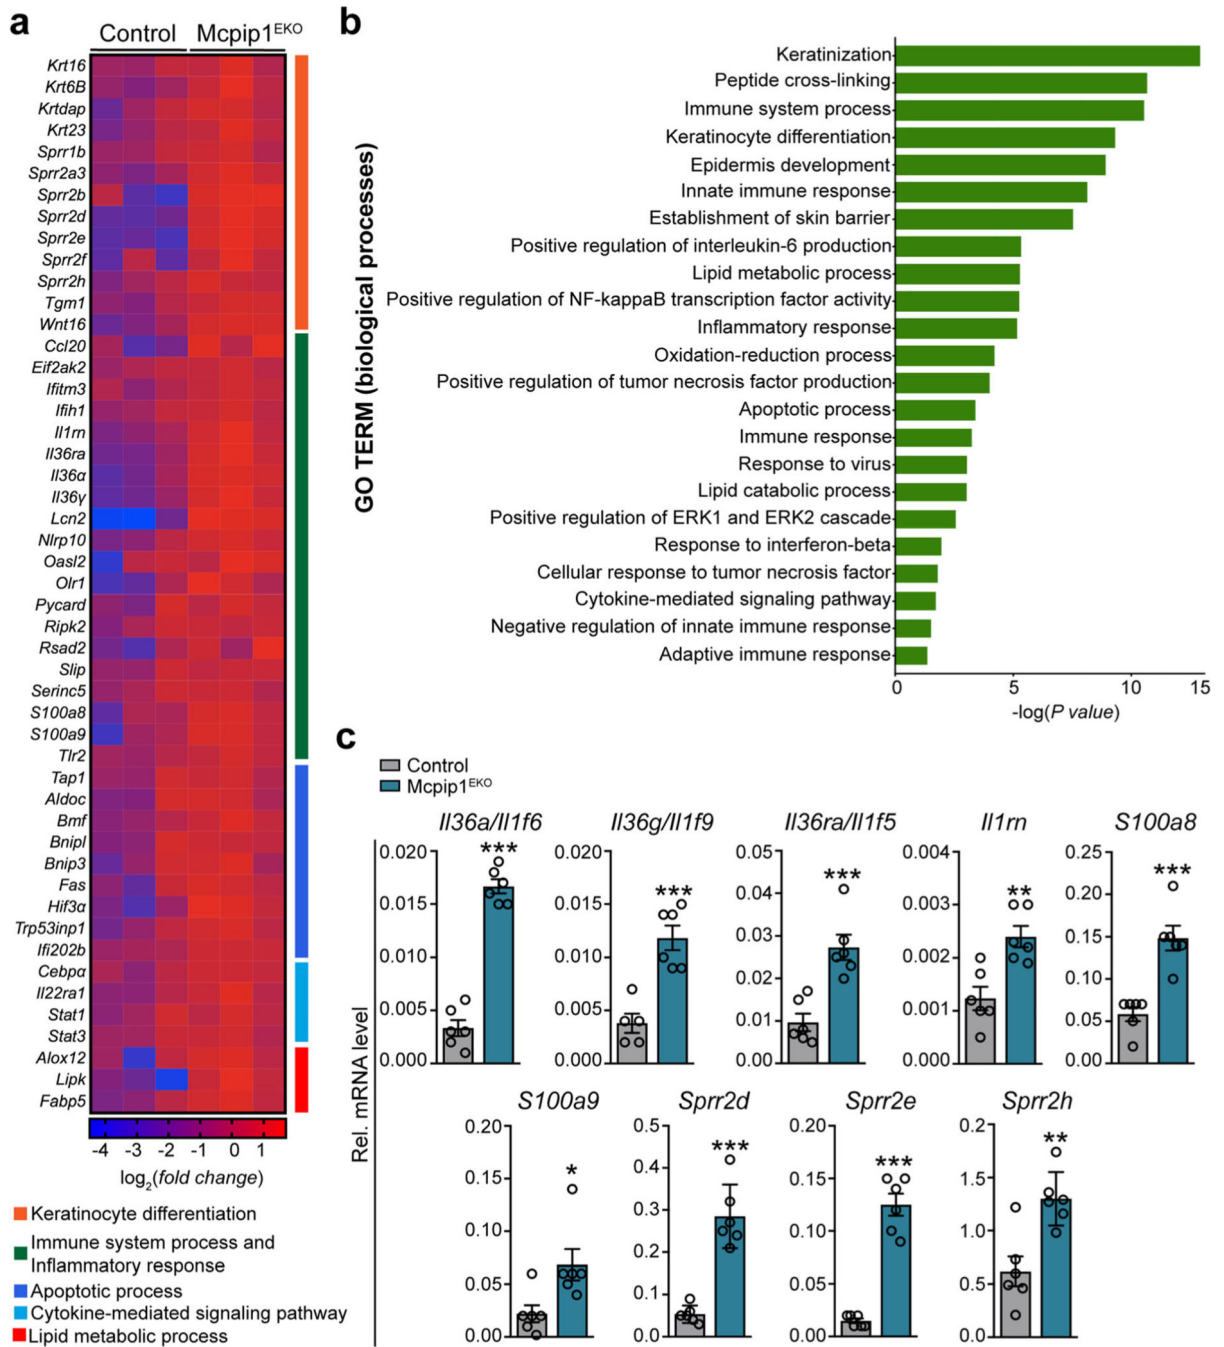 a
Control Mcpip1EKO
Krt16
Krt6B
Krtdap
Krt23
Sprr1b
Sprr2a3
Sprr2b
Sprr2d
Sprr2e
Sprr2f
Sprr2h
Tgm1
Wnt16
Ccl20
Eif2ak2
Ifitm3
Ifih1
Il1rn
Il36ra
Il36α
Il36γ
Lcn2
Nlrp10
Oasl2
Olr1
Pycard
Ripk2
Rsad2
Slip
Serinc5
S100a8
S100a9
Tlr2
Tap1
Aldoc
Bmf
Bnipl
Bnip3
Fas
Hif3α
Trp53inp1
Ifi202b
Cebpα
Il22ra1
Stat1
Stat3
Alox12
Lipk
Fabp5
-4 -3 -2 -1 0 1
log2(fold change)
Keratinocyte differentiation
Immune system process and
Inflammatory response
Apoptotic process
Cytokine-mediated signaling pathway
Lipid metabolic process
b
GO TERM (biological processes)
Keratinization
Peptide cross-linking
Immune system process
Keratinocyte differentiation
Epidermis development
Innate immune response
Establishment of skin barrier
Positive regulation of interleukin-6 production
Lipid metabolic process
Positive regulation of NF-kappaB transcription factor activity
Inflammatory response
Oxidation-reduction process
Positive regulation of tumor necrosis factor production
Apoptotic process
Immune response
Response to virus
Lipid catabolic process
Positive regulation of ERK1 and ERK2 cascade
Response to interferon-beta
Cellular response to tumor necrosis factor
Cytokine-mediated signaling pathway
Negative regulation of innate immune response
Adaptive immune response
0 5 10 15
-log(P value)
c
Control
Mcpip1EKO
Rel. mRNA level
Il36a/Il1f6
***
0.020
0.015
0.010
0.005
0.000
Il36g/Il1f9
***
0.020
0.015
0.010
0.005
0.000
Il36ra/Il1f5
***
0.05
0.04
0.03
0.02
0.01
0.00
Il1rn
**
0.004
0.003
0.002
0.001
0.000
S100a8
***
0.25
0.20
0.15
0.10
0.05
0.00
S100a9
*
0.20
0.15
0.10
0.05
0.00
Sprr2d
***
0.5
0.4
0.3
0.2
0.1
0.0
Sprr2e
***
0.20
0.15
0.10
0.05
0.00
Sprr2h
**
2.0
1.5
1.0
0.5
0.0